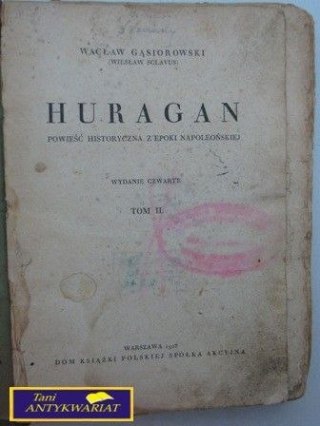 WACŁAW GĄSIOROWSKI
(WIESŁAW SCLAVUS)
HURAGAN
POWIEŚĆ HISTORYCZNA Z EPOKI NAPOLEOŃSKIEJ
WYDANIE CZWARTE
TOM II.
WARSZAWA 1928
DOM KSIĄŻKI POLSKIEJ SPÓŁKA AKCYJNA
Tani
ANTYKWARIAT